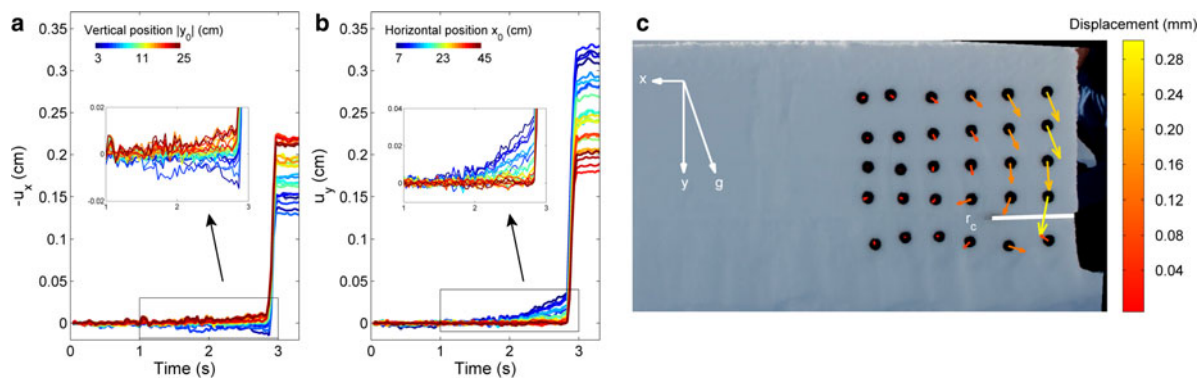 a
Vertical position |y0| (cm)
3 11 25
-ux (cm)
0.35
0.3
0.25
0.2
0.15
0.1
0.05
0
0.02
0
-0.02
1 2 3
0 1 2 3
Time (s)
b
Horizontal position x0 (cm)
7 23 45
uy (cm)
0.35
0.3
0.25
0.2
0.15
0.1
0.05
0
0.04
0.02
0
1 2 3
0 1 2 3
Time (s)
c
x
y
g
rc
Displacement (mm)
0.28
0.24
0.20
0.16
0.12
0.08
0.04